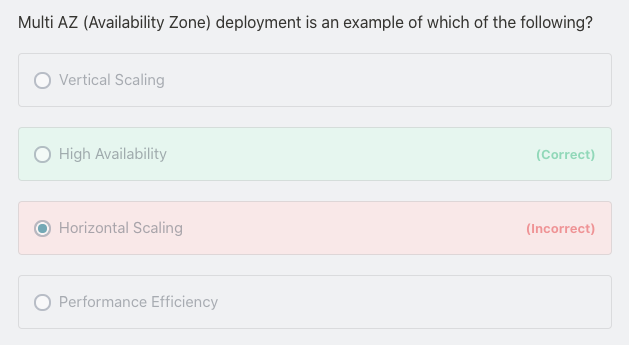 Multi AZ (Availability Zone) deployment is an example of which of the following?
Vertical Scaling
High Availability (Correct)
Horizontal Scaling (Incorrect)
Performance Efficiency